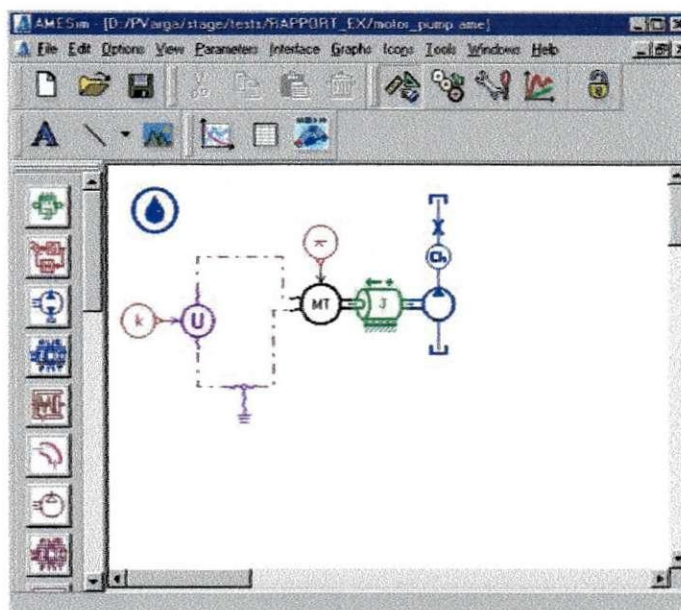 AMESim - [D:/PVarga/stage/tests/RAPPORT_EX/motor_pump.ame]
File Edit Options View Parameters Interface Graphs Icons Tools Windows Help
A
k
U
MT
J
Ch